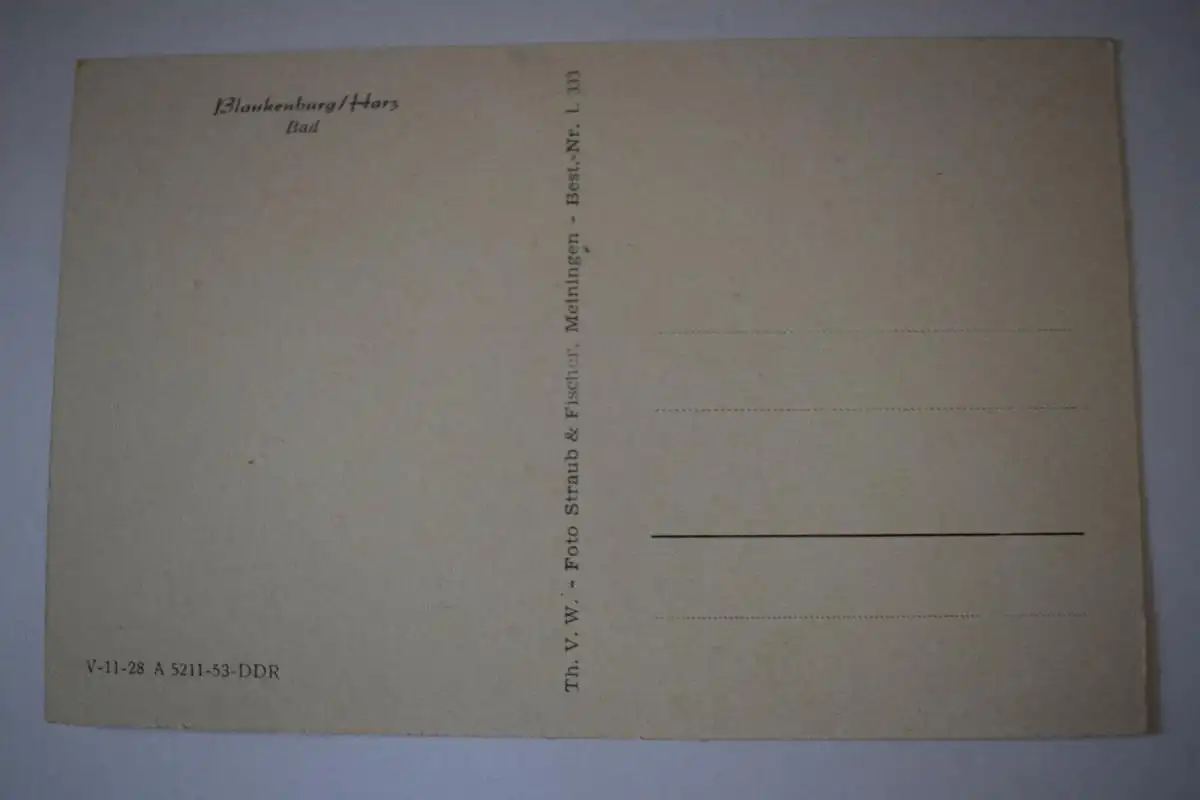 Blankenburg/Harz
Bad
Th. V. W. - Foto Straub & Fischer, Meiningen - Best.-Nr. L 333
V-11-28 A 5211-53-DDR